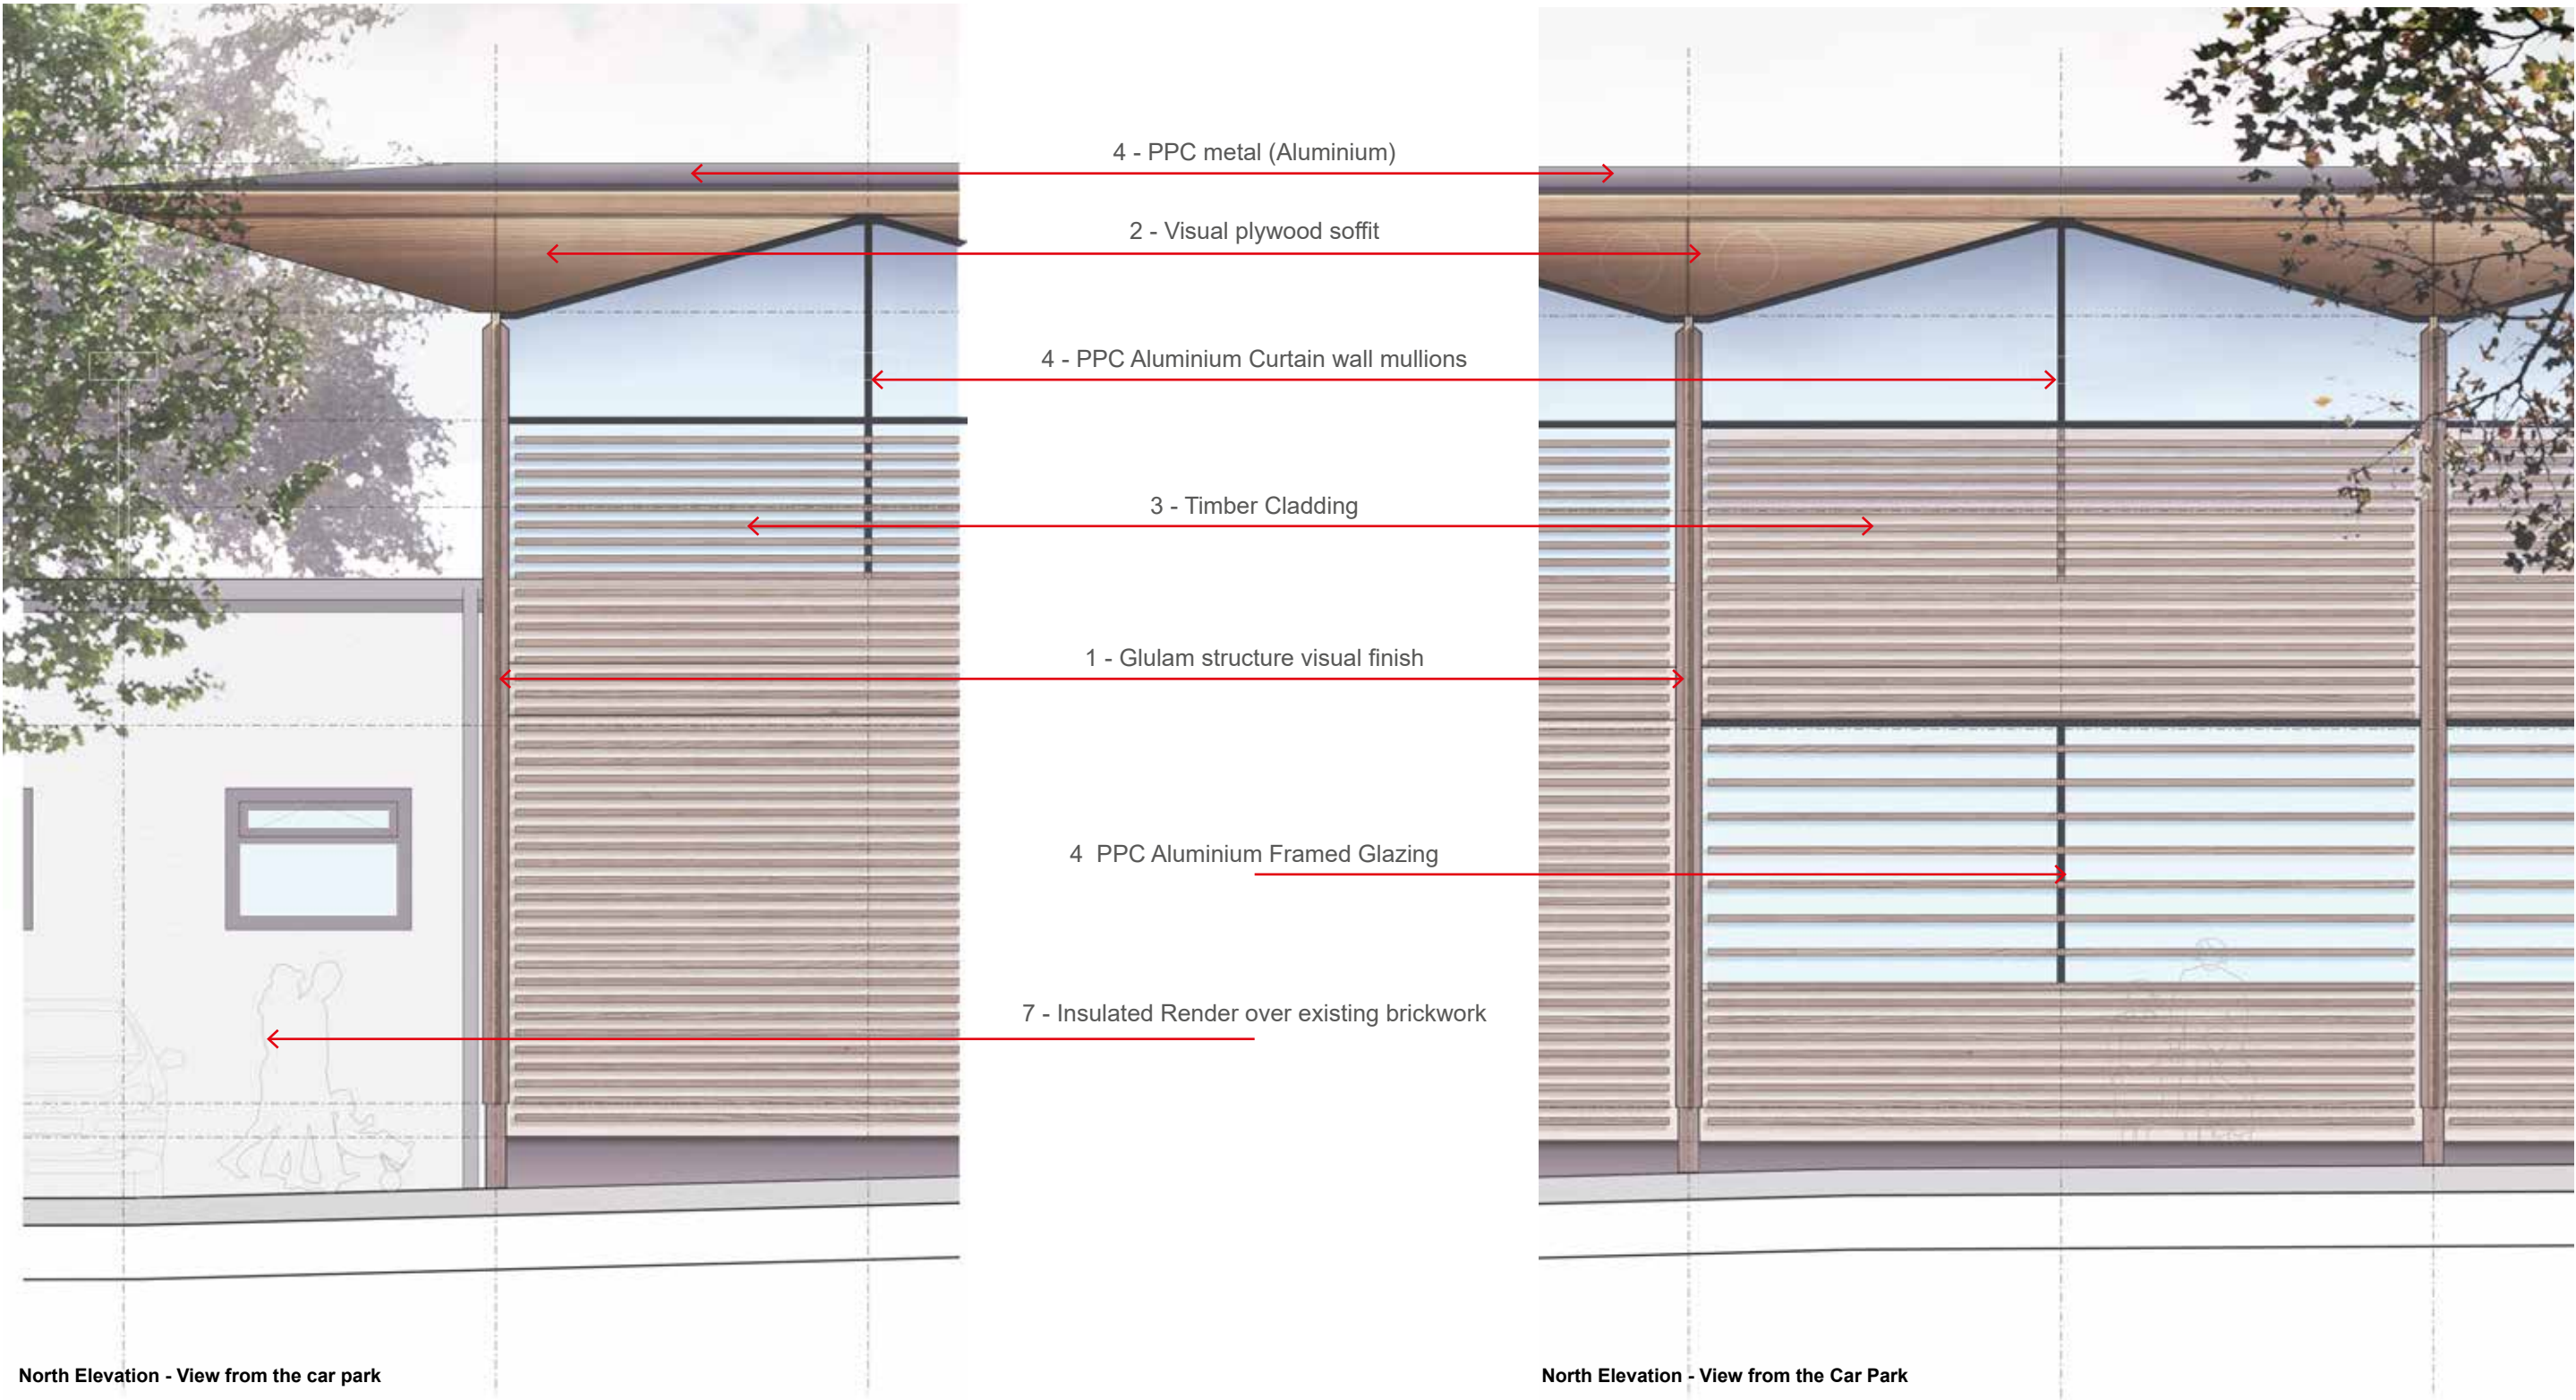 4 - PPC metal (Aluminium)
2 - Visual plywood soffit
4 - PPC Aluminium Curtain wall mullions
3 - Timber Cladding
1 - Glulam structure visual finish
4  PPC Aluminium Framed Glazing
7 - Insulated Render over existing brickwork
North Elevation - View from the car park
North Elevation - View from the Car Park